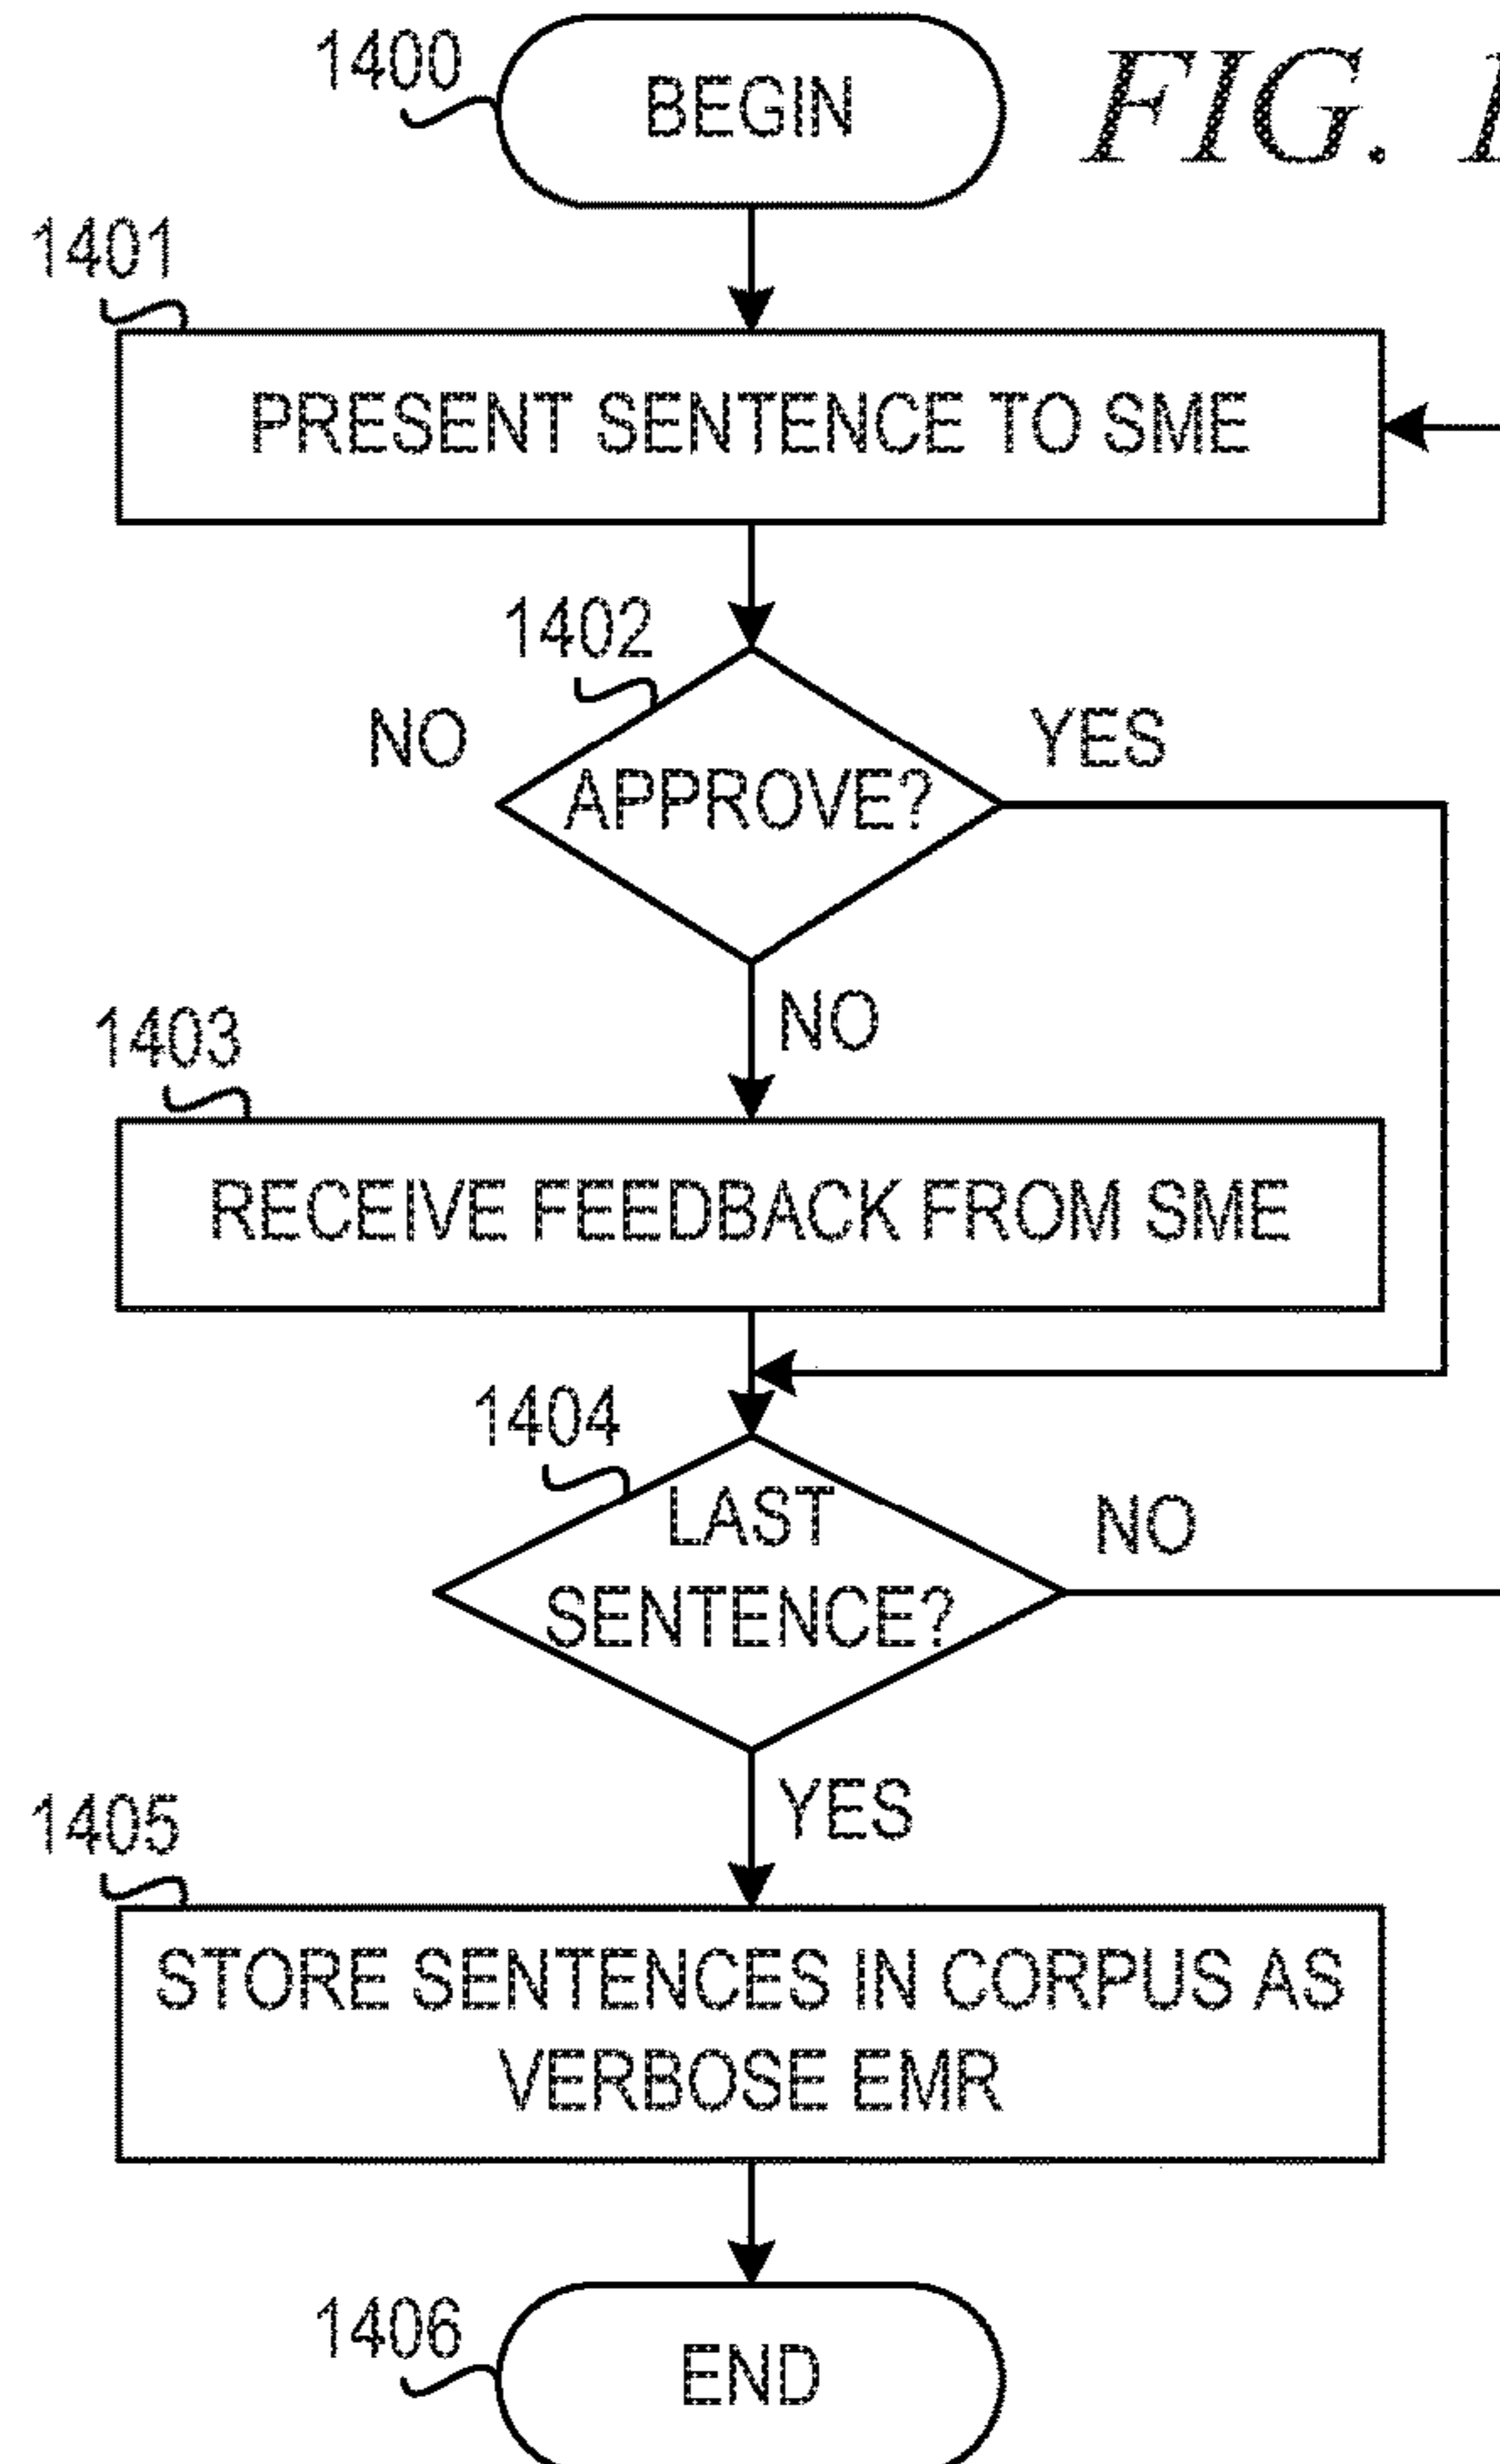 1400
BEGIN
FIG.
1401
PRESENT SENTENCE TO SME
1402
NO
YES
APPROVE?
NO
1403
RECEIVE FEEDBACK FROM SME
1404
LAST
NO
SENTENCE?
YES
1405
STORE SENTENCES IN CORPUS AS
VERBOSE EMR
1406
END